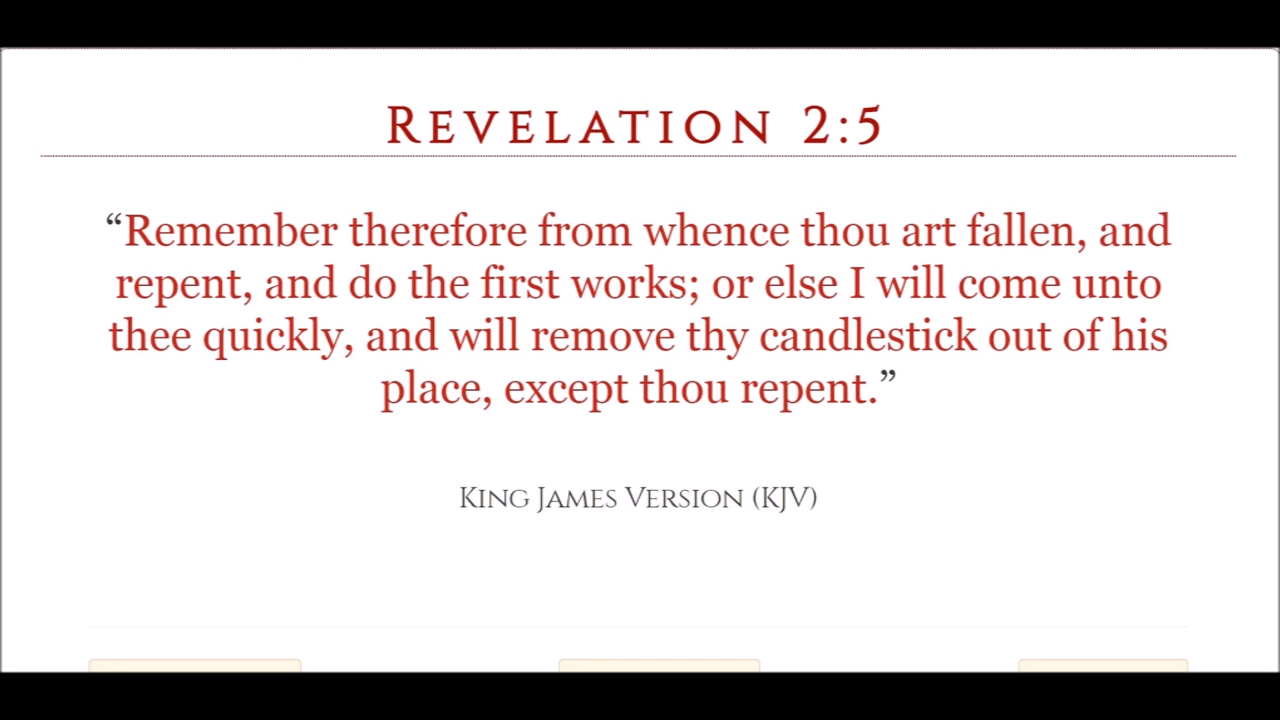 Revelation 2:5
“Remember therefore from whence thou art fallen, and
repent, and do the first works; or else I will come unto
thee quickly, and will remove thy candlestick out of his
place, except thou repent.”
King James Version (KJV)